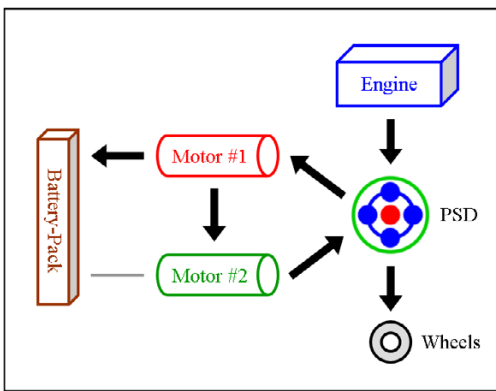 Engine
Motor #1
Battery-Pack
PSD
Motor #2
Wheels